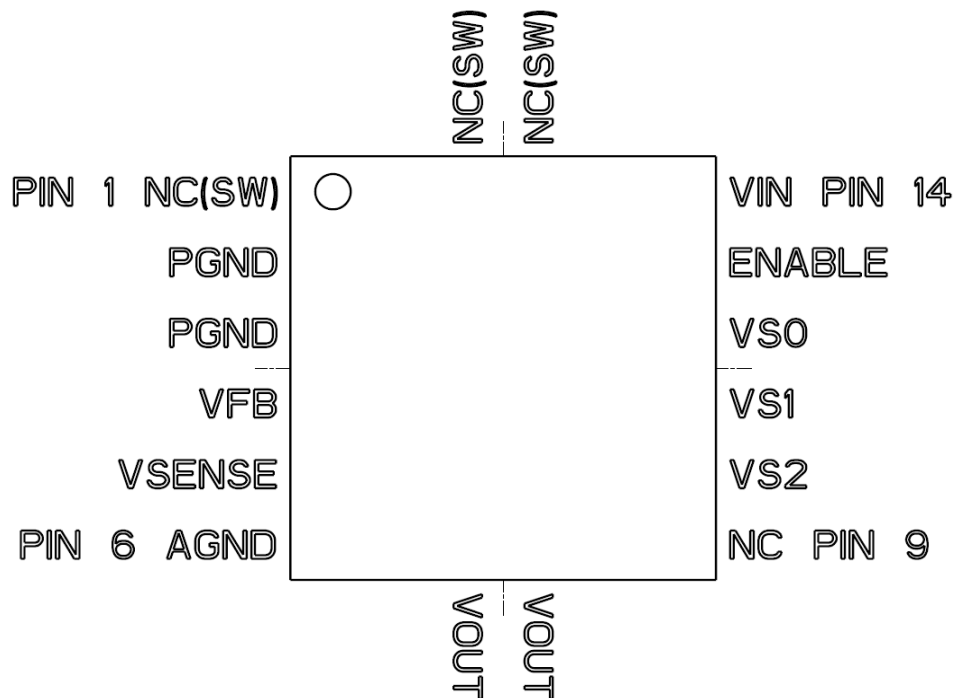 NC(SW) NC(SW)
PIN 1 NC(SW) VIN PIN 14
PGND ENABLE
PGND VS0
VFB VS1
VSENSE VS2
PIN 6 AGND NC PIN 9
VOUT VOUT